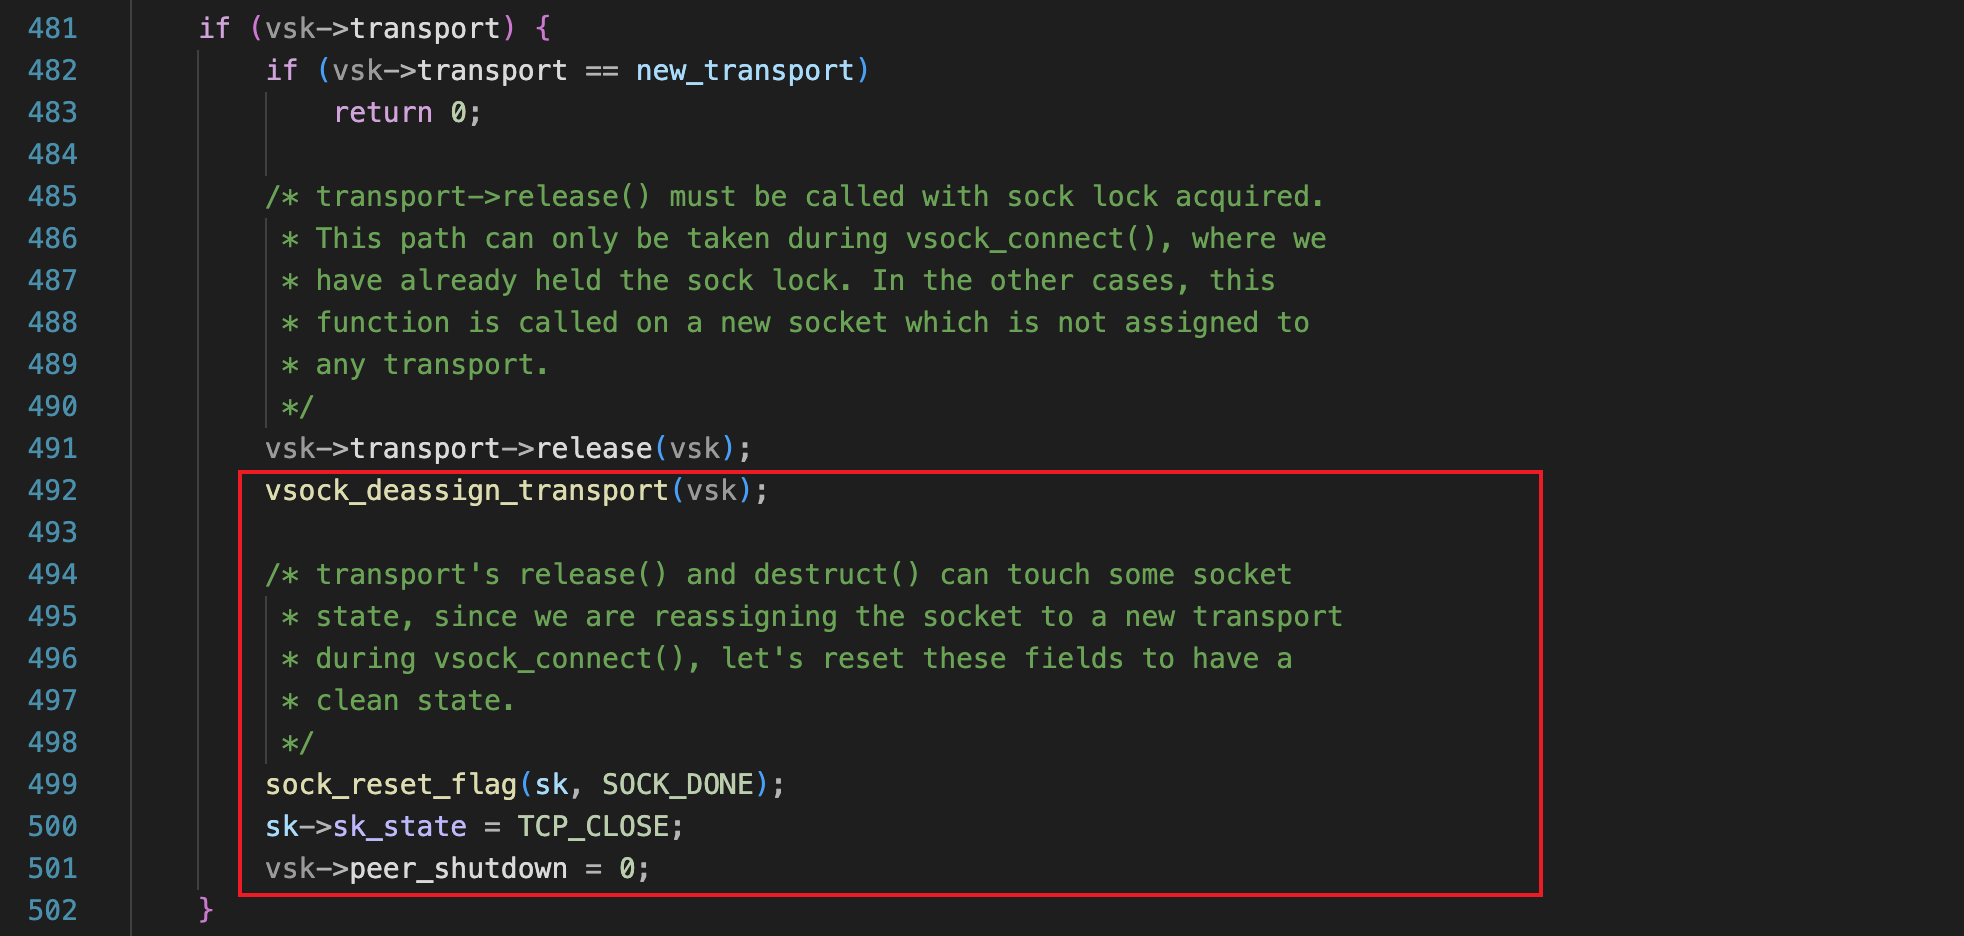 481 if (vsk->transport) {
482 if (vsk->transport == new_transport)
483 return 0;
484
485 /* transport->release() must be called with sock lock acquired.
486 * This path can only be taken during vsock_connect(), where we
487 * have already held the sock lock. In the other cases, this
488 * function is called on a new socket which is not assigned to
489 * any transport.
490 */
491 vsk->transport->release(vsk);
492 vsock_deassign_transport(vsk);
493
494 /* transport's release() and destruct() can touch some socket
495 * state, since we are reassigning the socket to a new transport
496 * during vsock_connect(), let's reset these fields to have a
497 * clean state.
498 */
499 sock_reset_flag(sk, SOCK_DONE);
500 sk->sk_state = TCP_CLOSE;
501 vsk->peer_shutdown = 0;
502 }